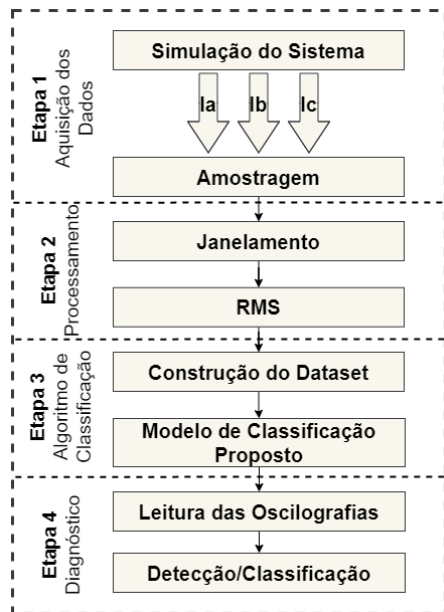 Etapa 1
Aquisição dos
Dados
Simulação do Sistema
Ia
Ib
Ic
Amostragem
Etapa 2
Processamento
Janelamento
RMS
Etapa 3
Algoritmo de
Classificação
Construção do Dataset
Modelo de Classificação
Proposto
Etapa 4
Diagnóstico
Leitura das Oscilografias
Detecção/Classificação